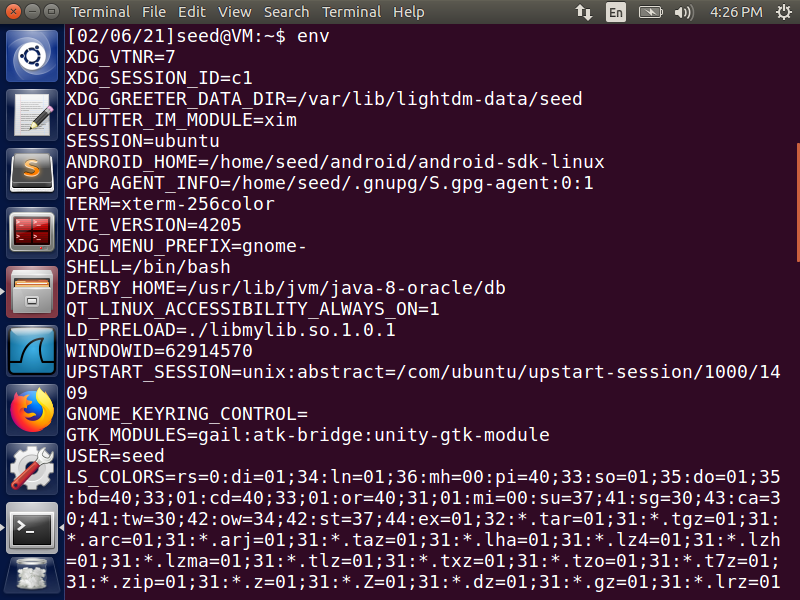 Terminal File Edit View Search Terminal Help En 4:26 PM
[02/06/21]seed@VM:~$ env
XDG_VTNR=7
XDG_SESSION_ID=c1
XDG_GREETER_DATA_DIR=/var/lib/lightdm-data/seed
CLUTTER_IM_MODULE=xim
SESSION=ubuntu
ANDROID_HOME=/home/seed/android/android-sdk-linux
GPG_AGENT_INFO=/home/seed/.gnupg/S.gpg-agent:0:1
TERM=xterm-256color
VTE_VERSION=4205
XDG_MENU_PREFIX=gnome-
SHELL=/bin/bash
DERBY_HOME=/usr/lib/jvm/java-8-oracle/db
QT_LINUX_ACCESSIBILITY_ALWAYS_ON=1
LD_PRELOAD=./libmylib.so.1.0.1
WINDOWID=62914570
UPSTART_SESSION=unix:abstract=/com/ubuntu/upstart-session/1000/14
09
GNOME_KEYRING_CONTROL=
GTK_MODULES=gail:atk-bridge:unity-gtk-module
USER=seed
LS_COLORS=rs=0:di=01;34:ln=01;36:mh=00:pi=40;33:so=01;35:do=01;35
:bd=40;33;01:cd=40;33;01:or=40;31;01:mi=00:su=37;41:sg=30;43:ca=3
0;41:tw=30;42:ow=34;42:st=37;44:ex=01;32:*.tar=01;31:*.tgz=01;31:
*.arc=01;31:*.arj=01;31:*.taz=01;31:*.lha=01;31:*.lz4=01;31:*.lzh
=01;31:*.lzma=01;31:*.tlz=01;31:*.txz=01;31:*.tzo=01;31:*.t7z=01;
31:*.zip=01;31:*.z=01;31:*.Z=01;31:*.dz=01;31:*.gz=01;31:*.lrz=01